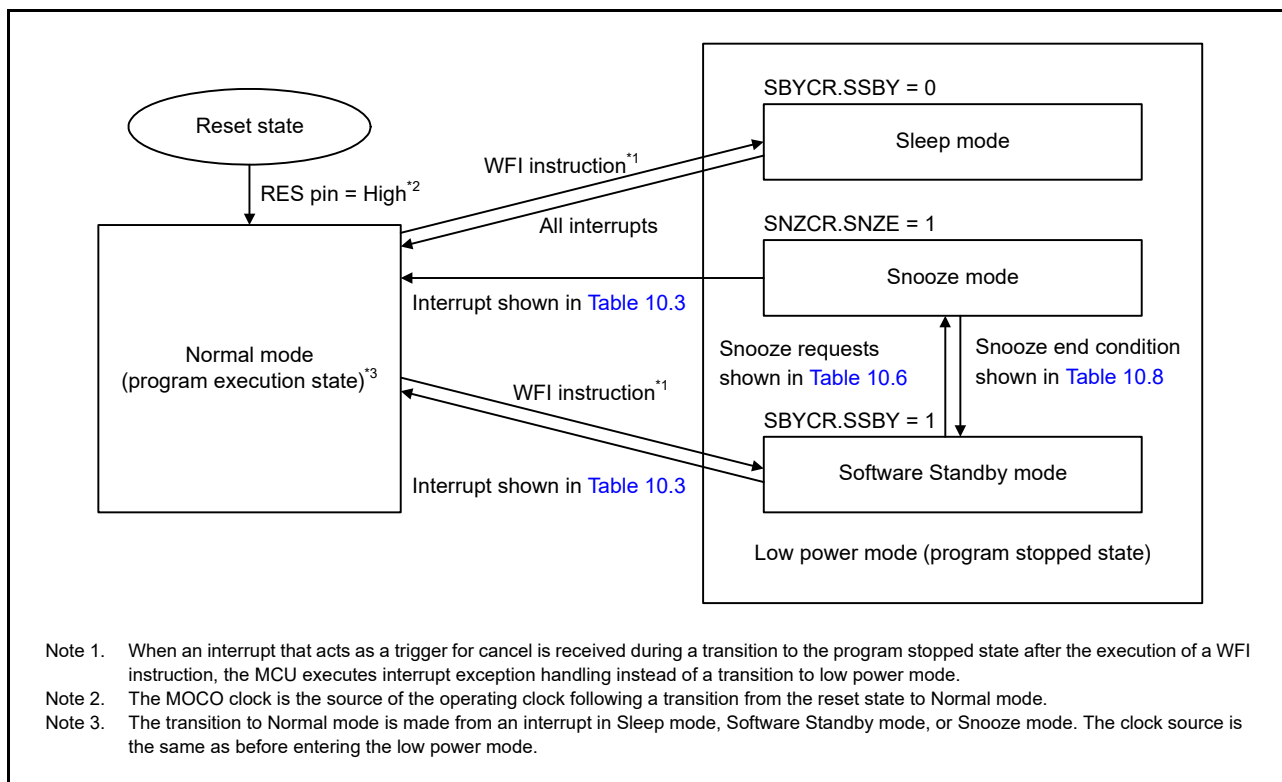 SBYCR.SSBY = 0
Reset state
Sleep mode
WFI instruction*1
RES pin = High*2
All interrupts
SNZCR.SNZE = 1
Snooze mode
Interrupt shown in Table 10.3
Normal mode
(program execution state)*3
Snooze requests
shown in Table 10.6
Snooze end condition
shown in Table 10.8
WFI instruction*1
SBYCR.SSBY = 1
Software Standby mode
Interrupt shown in Table 10.3
Low power mode (program stopped state)
Note 1. When an interrupt that acts as a trigger for cancel is received during a transition to the program stopped state after the execution of a WFI
instruction, the MCU executes interrupt exception handling instead of a transition to low power mode.
Note 2. The MOCO clock is the source of the operating clock following a transition from the reset state to Normal mode.
Note 3. The transition to Normal mode is made from an interrupt in Sleep mode, Software Standby mode, or Snooze mode. The clock source is
the same as before entering the low power mode.